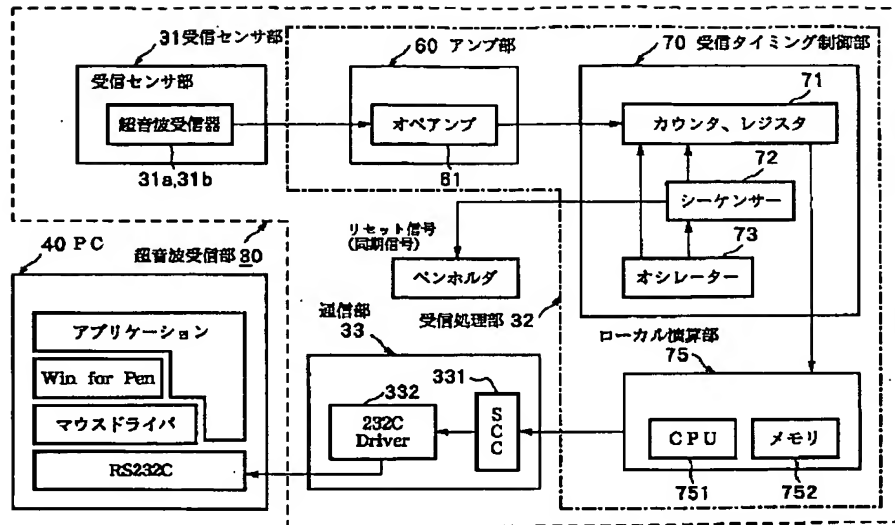 31受信センサ部
受信センサ部
超音波受信器
31a,31b
60 アンプ部
オペアンプ
61
70 受信タイミング制御部
71
カウンタ、レジスタ
72
シーケンサー
73
オシレーター
リセット信号
(同期信号)
ペンホルダ
受信処理部 32
超音波受信部 30
40 PC
アプリケーション
Win for Pen
マウスドライバ
RS232C
通信部
33
332
232C
Driver
331
SCC
ローカル演算部
75
CPU
メモリ
751
752